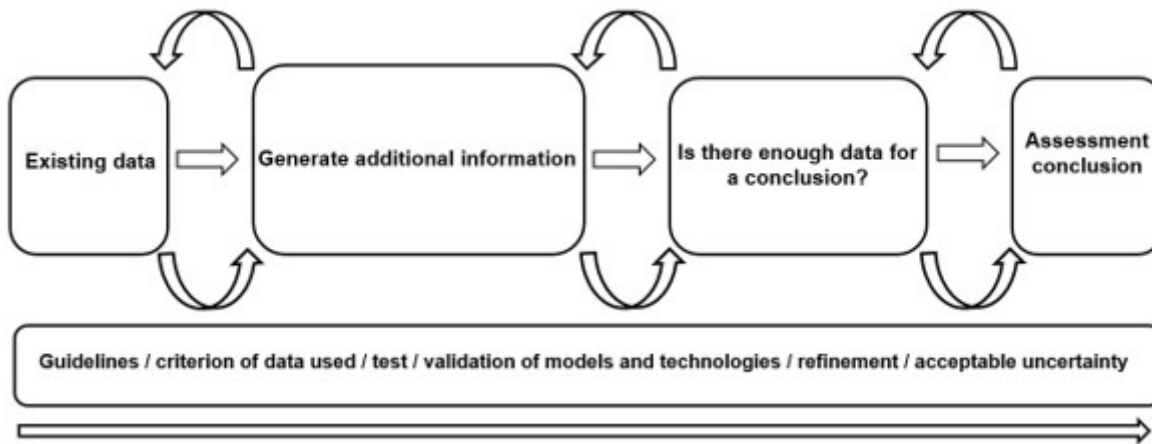 Existing data
Generate additional information
Is there enough data for
a conclusion?
Assessment
conclusion
Guidelines / criterion of data used / test / validation of models and technologies / refinement / acceptable uncertainty